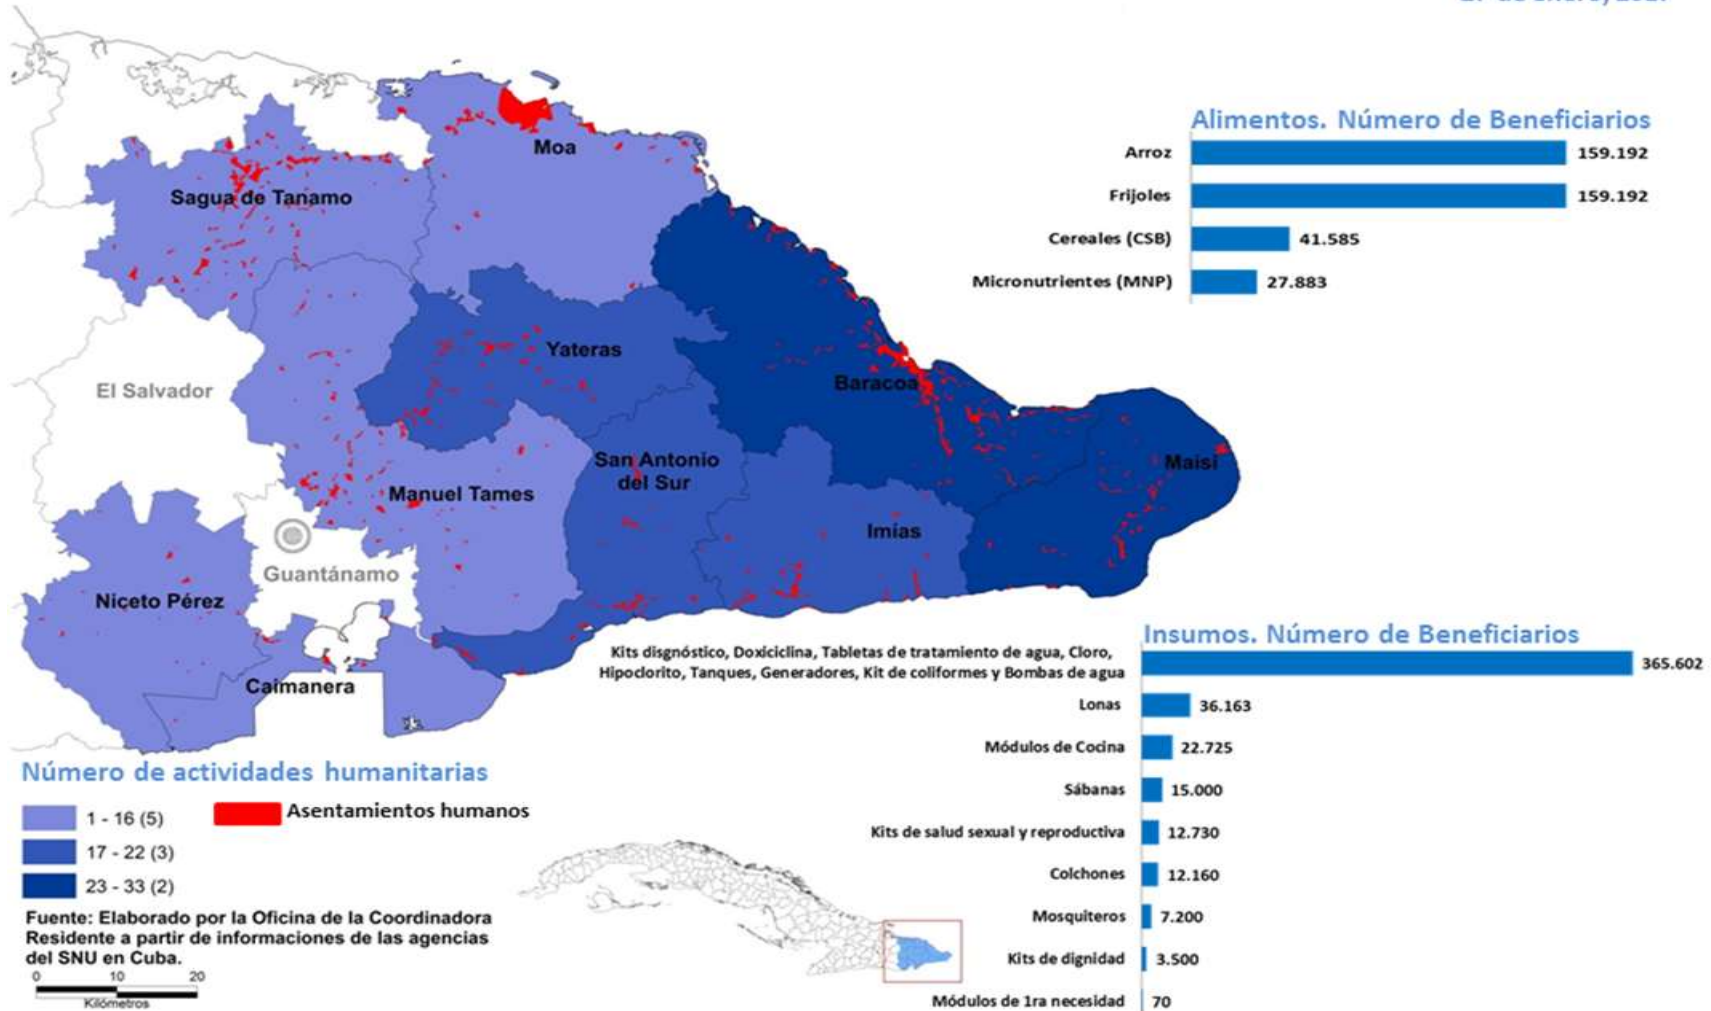 Alimentos. Número de Beneficiarios
Arroz 159.192
Frijoles 159.192
Cereales (CSB) 41.585
Micronutrientes (MNP) 27.883
Moa
Sagua de Tanamo
Yateras
El Salvador
Baracoa
San Antonio
del Sur
Maisí
Manuel Tames
Imías
Guantánamo
Niceto Pérez
Caimanera
Insumos. Número de Beneficiarios
Kits disgnóstico, Doxiciclina, Tabletas de tratamiento de agua, Cloro,
Hipoclorito, Tanques, Generadores, Kit de coliformes y Bombas de agua 365.602
Lonas 36.163
Módulos de Cocina 22.725
Sábanas 15.000
Kits de salud sexual y reproductiva 12.730
Colchones 12.160
Mosquiteros 7.200
Kits de dignidad 3.500
Módulos de 1ra necesidad 70
Número de actividades humanitarias
1 - 16 (5)
17 - 22 (3)
23 - 33 (2)
Asentamientos humanos
Fuente: Elaborado por la Oficina de la Coordinadora
Residente a partir de informaciones de las agencias
del SNU en Cuba.
0 10 20
Kilómetros